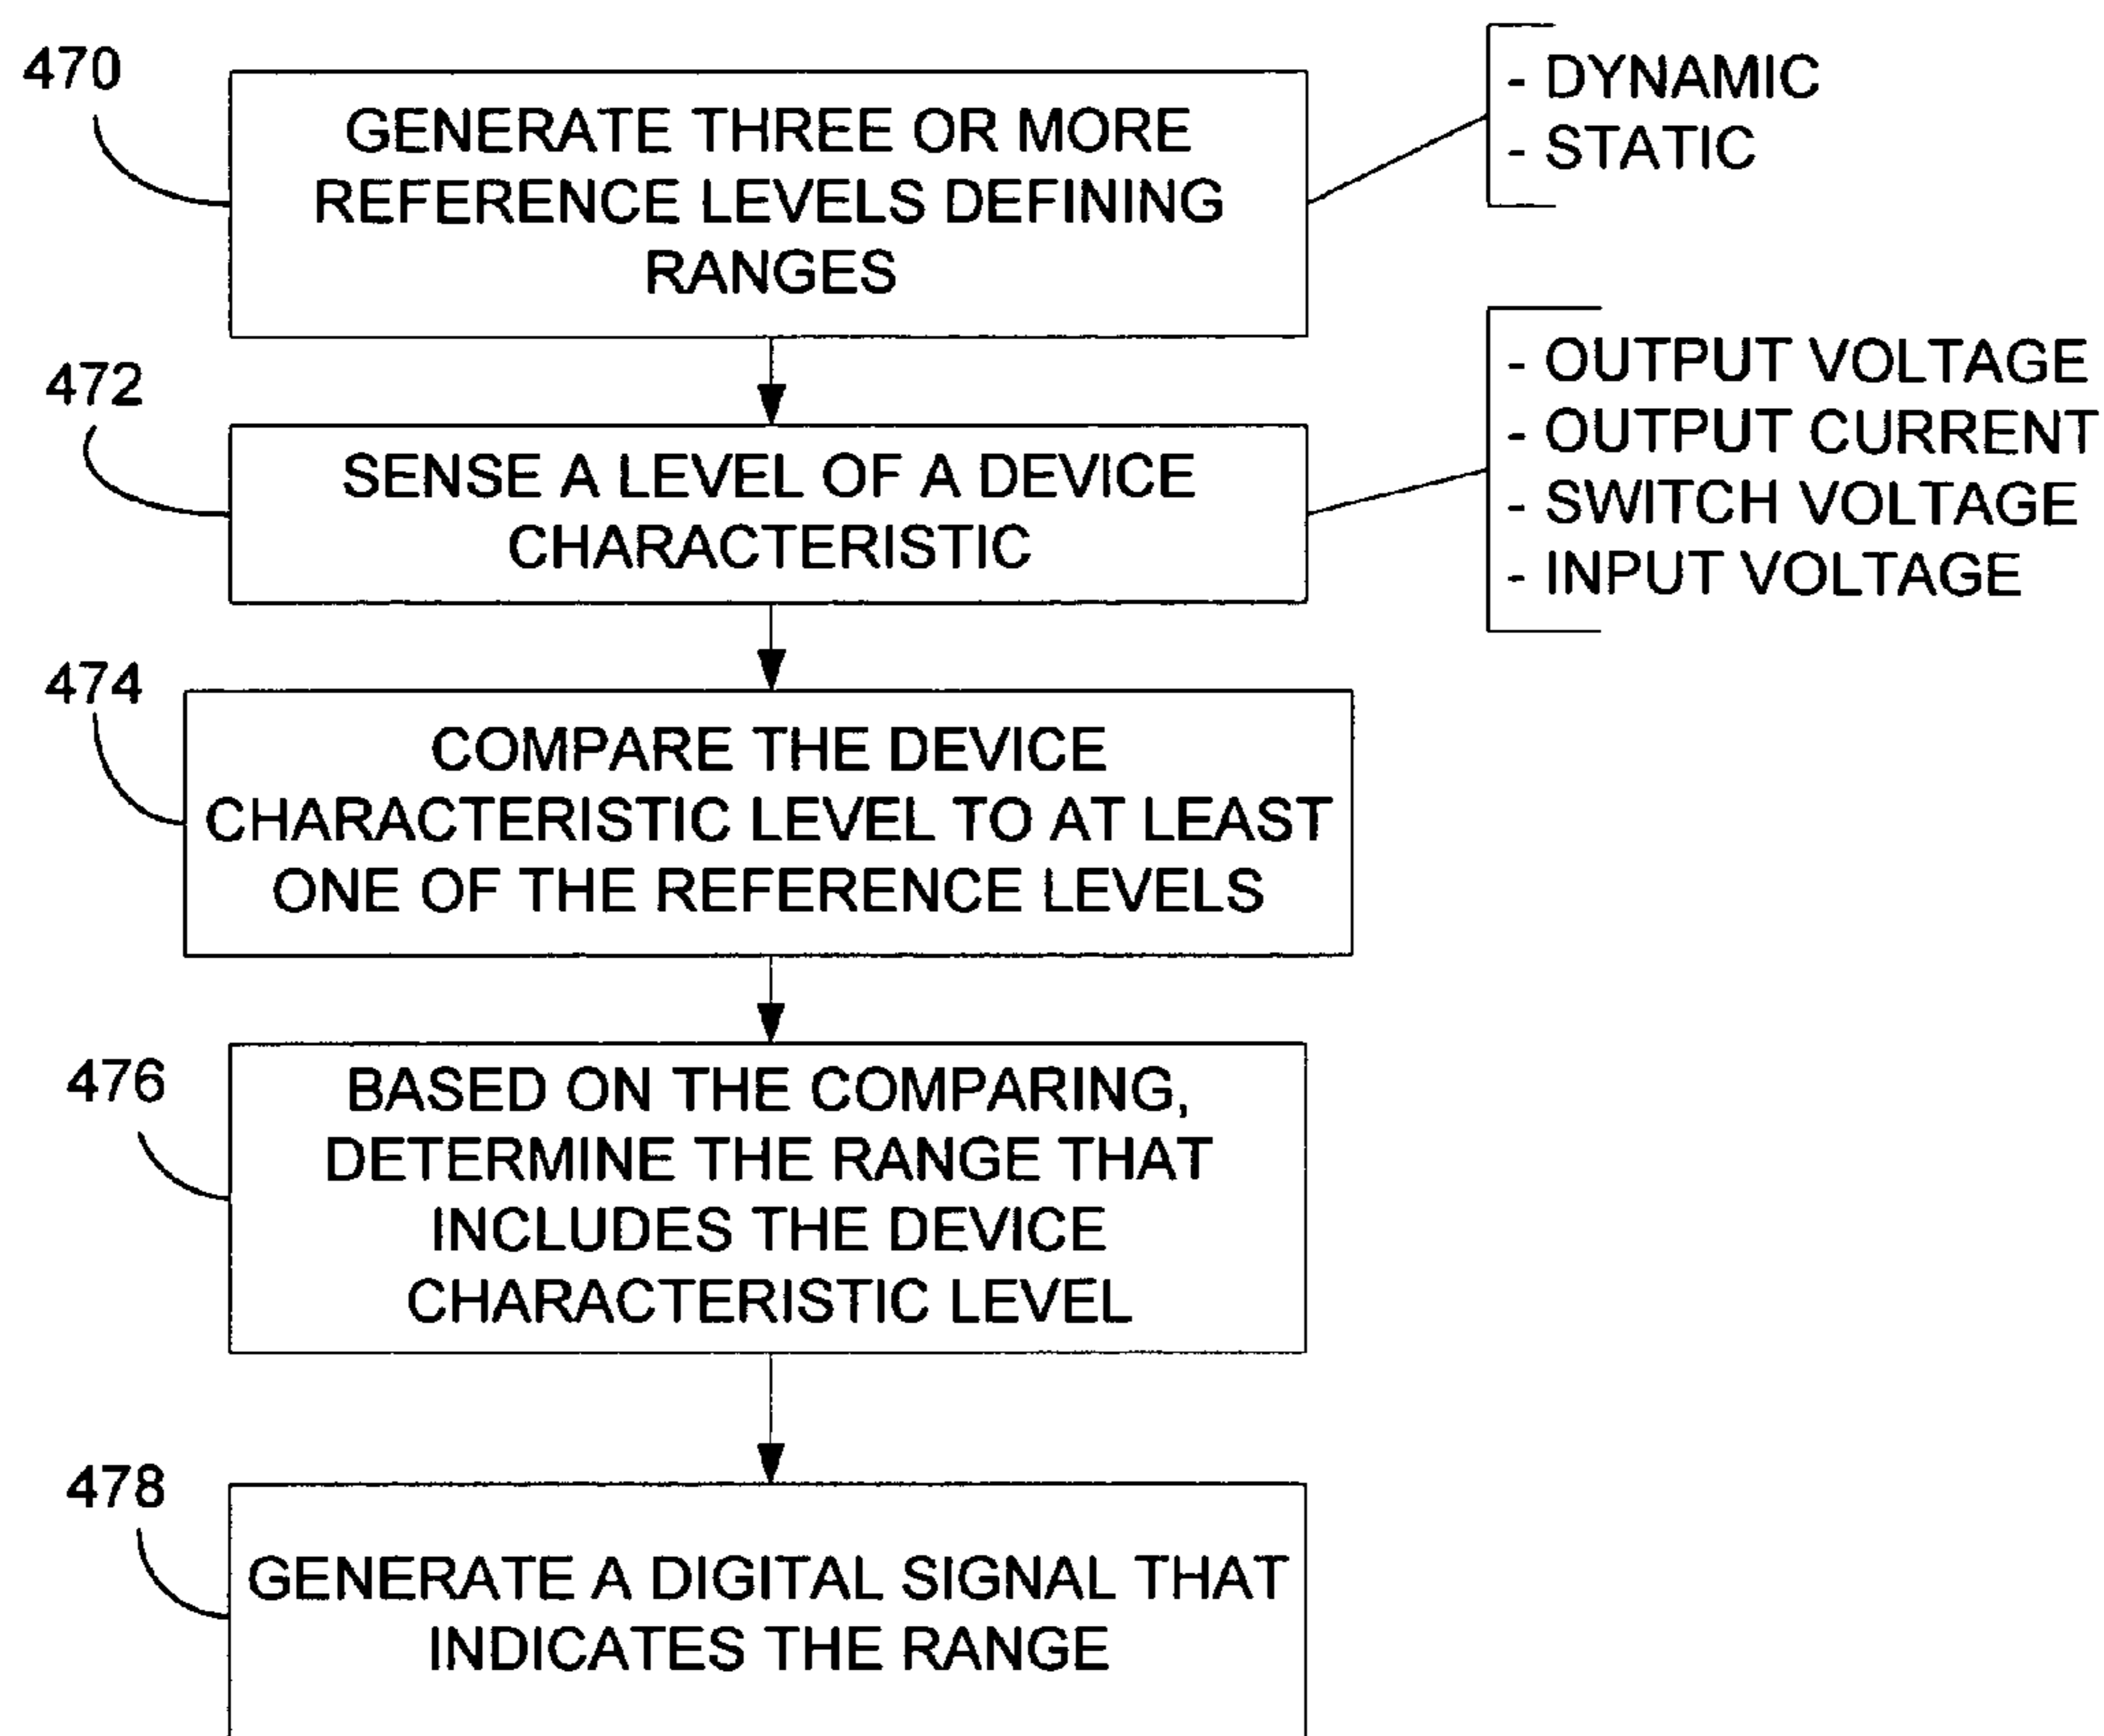 470
GENERATE THREE OR MORE
REFERENCE LEVELS DEFINING
RANGES
- DYNAMIC
- STATIC
472
SENSE A LEVEL OF A DEVICE
CHARACTERISTIC
- OUTPUT VOLTAGE
- OUTPUT CURRENT
- SWITCH VOLTAGE
- INPUT VOLTAGE
474
COMPARE THE DEVICE
CHARACTERISTIC LEVEL TO AT LEAST
ONE OF THE REFERENCE LEVELS
476
BASED ON THE COMPARING,
DETERMINE THE RANGE THAT
INCLUDES THE DEVICE
CHARACTERISTIC LEVEL
478
GENERATE A DIGITAL SIGNAL THAT
INDICATES THE RANGE